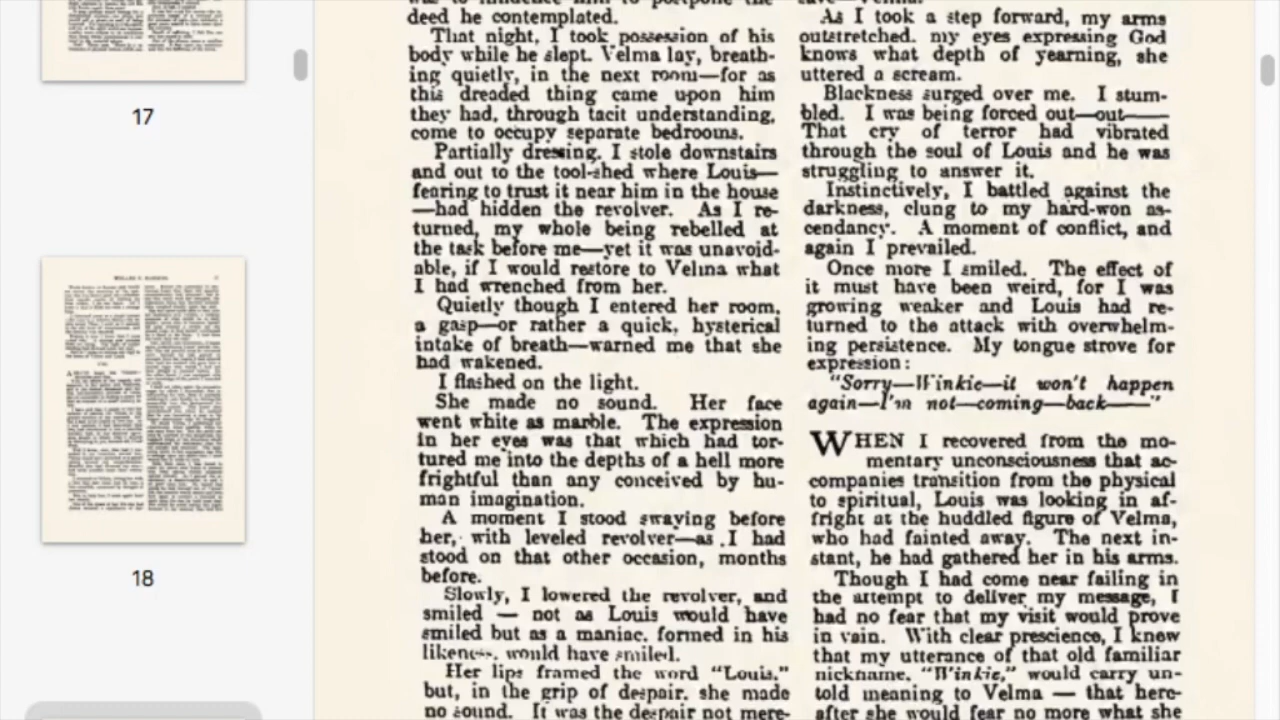 17
18
deed he contemplated.
That night, I took possession of his
body while he slept. Velma lay, breath-
ing quietly, in the next room—for as
this dreaded thing came upon him
they had, through tacit understanding,
come to occupy separate bedrooms.
Partially dressing, I stole downstairs
and out to the tool-shed where Louis—
fearing to trust it near him in the house
—had hidden the revolver. As I re-
turned, my whole being rebelled at
the task before me—yet it was unavoid-
able, if I would restore to Velma what
I had wrenched from her.
Quietly though I entered her room,
a gasp—or rather a quick, hysterical
intake of breath—warned me that she
had wakened.
I flashed on the light.
She made no sound. Her face
went white as marble. The expression
in her eyes was that which had tor-
tured me into the depths of a hell more
frightful than any conceived by hu-
man imagination.
A moment I stood swaying before
her, with leveled revolver—as I had
stood on that other occasion, months
before.
Slowly, I lowered the revolver, and
smiled — not as Louis would have
smiled but as a maniac, formed in his
likeness, would have smiled.
Her lips framed the word "Louis,"
but, in the grip of despair, she made
no sound. It was the despair not mere-
As I took a step forward, my arms
outstretched, my eyes expressing God
knows what depth of yearning, she
uttered a scream.
Blackness surged over me. I stum-
bled. I was being forced out—out——
That cry of terror had vibrated
through the soul of Louis and he was
struggling to answer it.
Instinctively, I battled against the
darkness, clung to my hard-won as-
cendancy. A moment of conflict, and
again I prevailed.
Once more I smiled. The effect of
it must have been weird, for I was
growing weaker and Louis had re-
turned to the attack with overwhelm-
ing persistence. My tongue strove for
expression:
"Sorry—Winkie—it won't happen
again—I'm not—coming—back——"
WHEN I recovered from the mo-
mentary unconsciousness that ac-
companies transition from the physical
to spiritual, Louis was looking in af-
fright at the huddled figure of Velma,
who had fainted away. The next in-
stant, he had gathered her in his arms.
Though I had come near failing in
the attempt to deliver my message, I
had no fear that my visit would prove
in vain. With clear prescience, I knew
that my utterance of that old familiar
nickname, "Winkie," would carry un-
told meaning to Velma — that here-
after she would fear no more what she